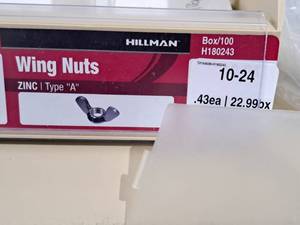 HILLMAN
Box/100
H180243
Wing Nuts
ZINC | Type "A"
10-24
.43ea | 22.99bx